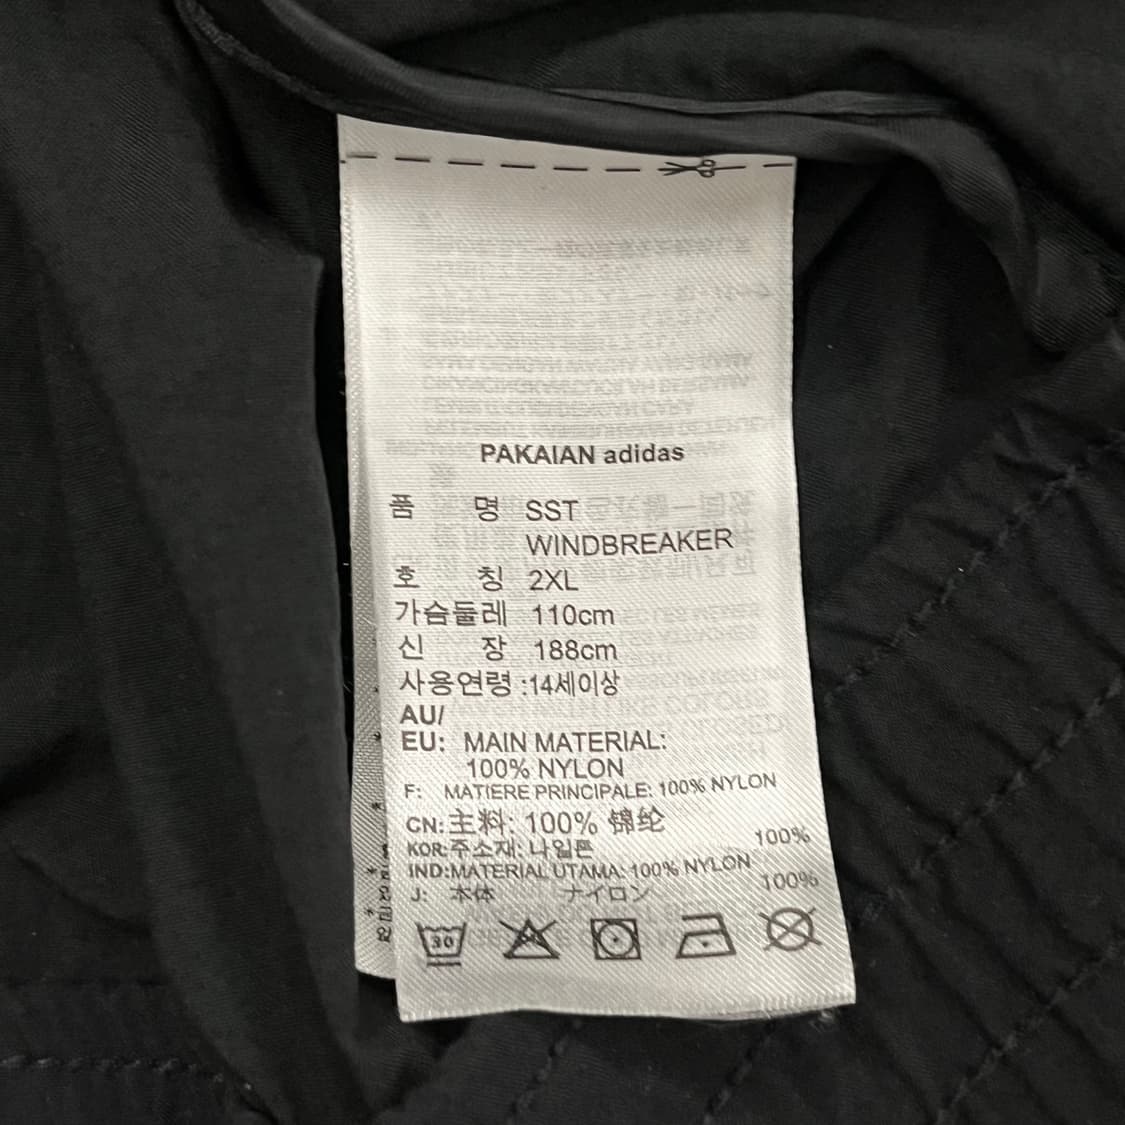 PAKAIAN adidas
품 명 SST
WINDBREAKER
호 칭 2XL
가슴둘레 110cm
신 장 188cm
사용연령 :14세이상
AU/
EU: MAIN MATERIAL:
100% NYLON
F: MATIERE PRINCIPALE: 100% NYLON
CN: 主料: 100% 锦纶
KOR: 주소재: 나일론 100%
IND: MATERIAL UTAMA: 100% NYLON
J: 本体 ナイロン 100%
30